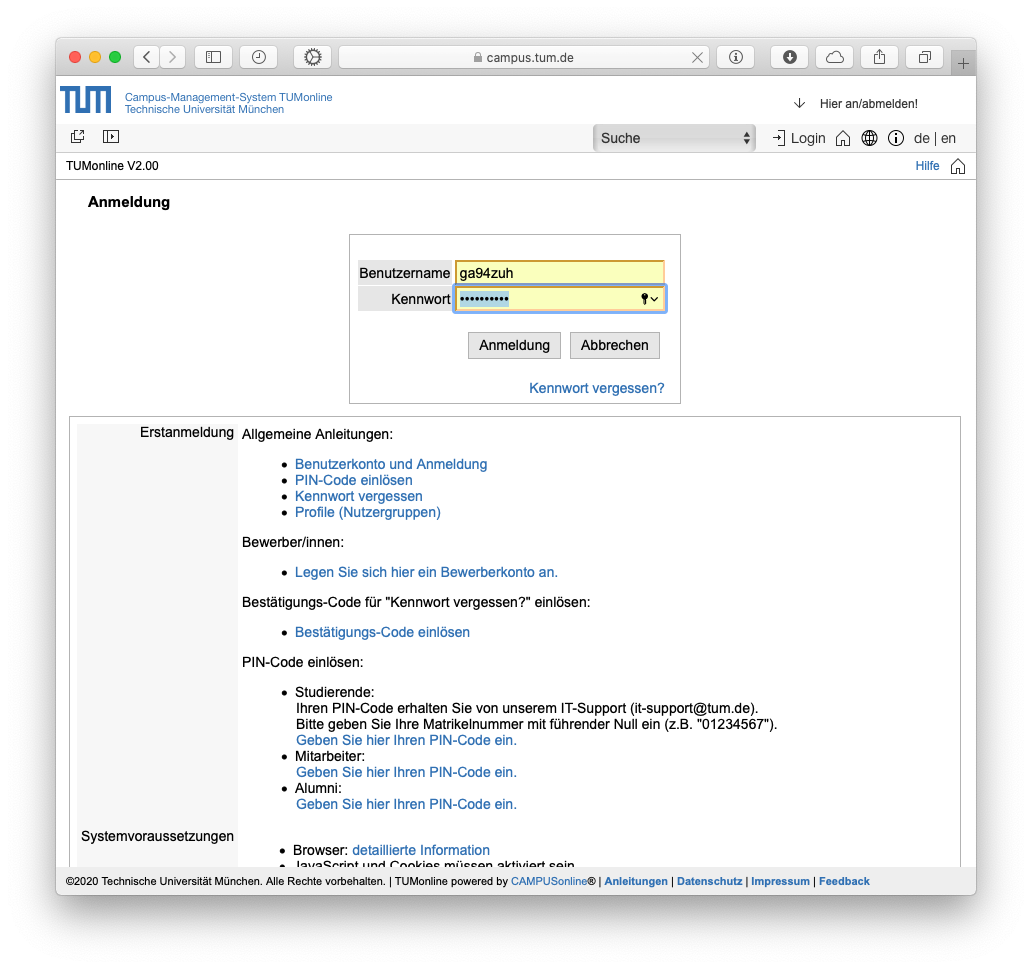 campus.tum.de
TUM
Campus-Management-System TUMonline
Technische Universität München
Hier an/abmelden!
Suche
Login
de | en
TUMonline V2.00
Hilfe
Anmeldung
Benutzername ga94zuh
Kennwort ••••••••••
Anmeldung Abbrechen
Kennwort vergessen?
Erstanmeldung
Allgemeine Anleitungen:
• Benutzerkonto und Anmeldung
• PIN-Code einlösen
• Kennwort vergessen
• Profile (Nutzergruppen)
Bewerber/innen:
• Legen Sie sich hier ein Bewerberkonto an.
Bestätigungs-Code für "Kennwort vergessen?" einlösen:
• Bestätigungs-Code einlösen
PIN-Code einlösen:
• Studierende:
Ihren PIN-Code erhalten Sie von unserem IT-Support (it-support@tum.de).
Bitte geben Sie Ihre Matrikelnummer mit führender Null ein (z.B. "01234567").
Geben Sie hier Ihren PIN-Code ein.
• Mitarbeiter:
Geben Sie hier Ihren PIN-Code ein.
• Alumni:
Geben Sie hier Ihren PIN-Code ein.
Systemvoraussetzungen
• Browser: detaillierte Information
• JavaScript und Cookies müssen aktiviert sein
©2020 Technische Universität München. Alle Rechte vorbehalten. | TUMonline powered by CAMPUSonline® | Anleitungen | Datenschutz | Impressum | Feedback